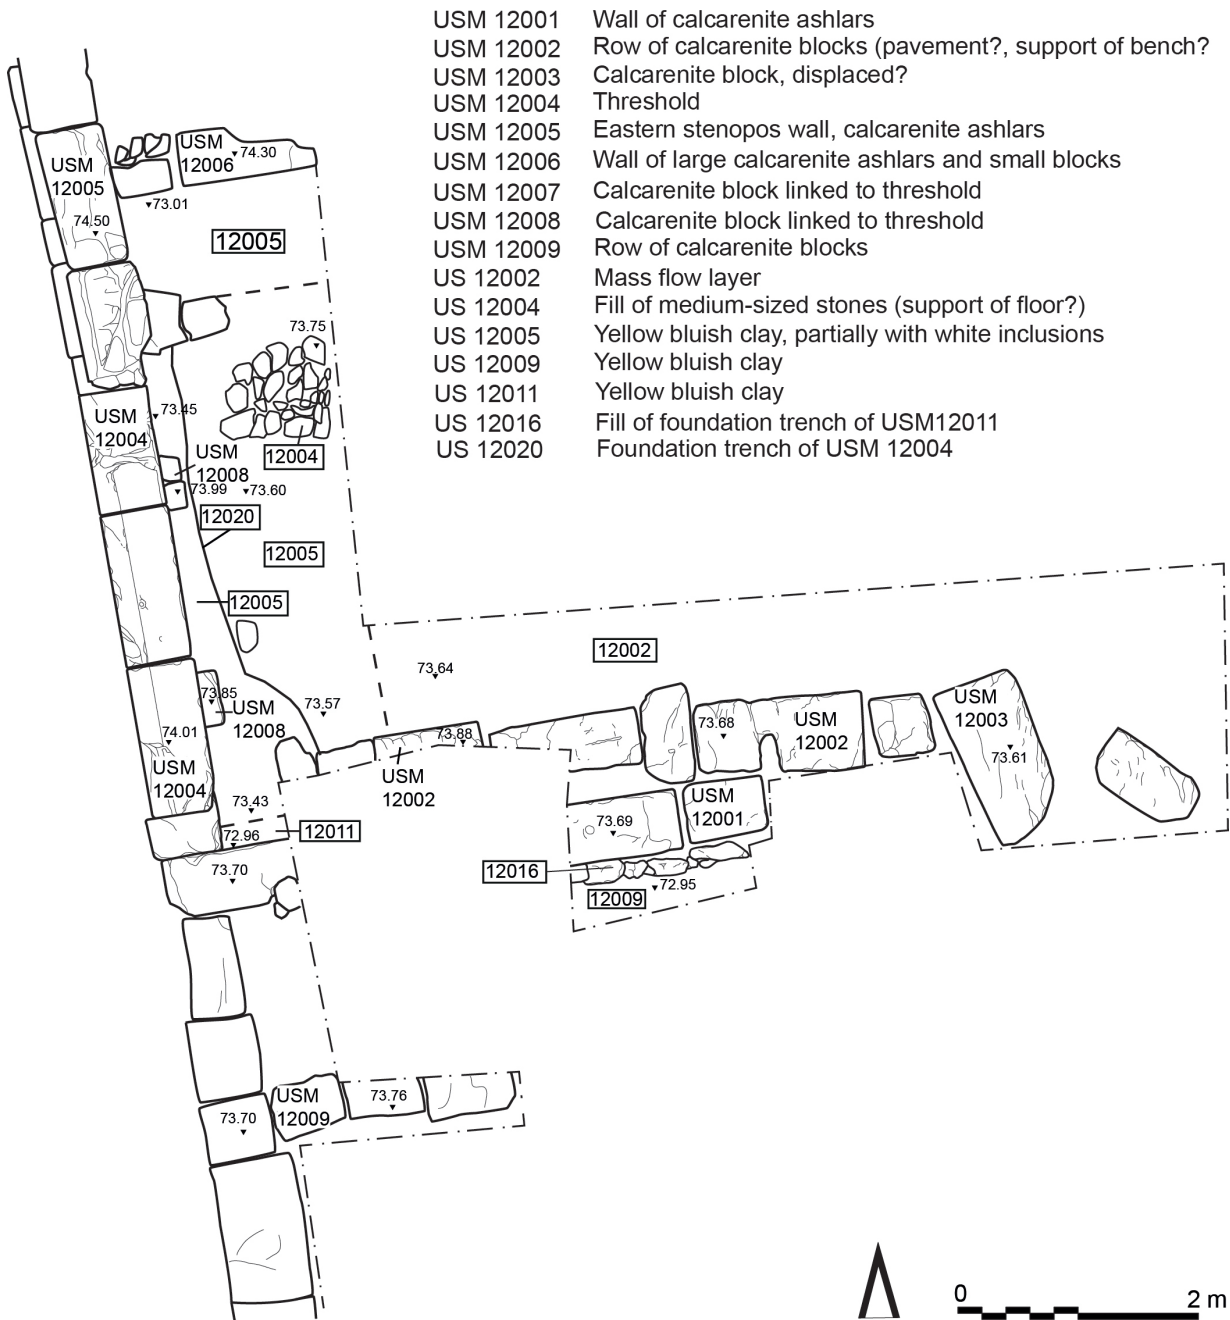 USM 12001 Wall of calcarenite ashlars
USM 12002 Row of calcarenite blocks (pavement?, support of bench?
USM 12003 Calcarenite block, displaced?
USM 12004 Threshold
USM 12005 Eastern stenopos wall, calcarenite ashlars
USM 12006 Wall of large calcarenite ashlars and small blocks
USM 12007 Calcarenite block linked to threshold
USM 12008 Calcarenite block linked to threshold
USM 12009 Row of calcarenite blocks
US 12002 Mass flow layer
US 12004 Fill of medium-sized stones (support of floor?)
US 12005 Yellow bluish clay, partially with white inclusions
US 12009 Yellow bluish clay
US 12011 Yellow bluish clay
US 12016 Fill of foundation trench of USM12011
US 12020 Foundation trench of USM 12004
USM
12006
74.30
USM
12005
73.01
74.50
12005
73.75
USM
12004
73.45
12004
USM
12008
73.99
73.60
12020
12005
12005
12002
73.64
73.85
USM
12008
73.57
74.01
USM
12004
73.88
USM
12002
73.68
USM
12002
USM
12003
73.61
73.43
12011
72.96
73.69
USM
12001
73.70
12016
12009
72.95
USM
12009
73.76
73.70
0
2 m